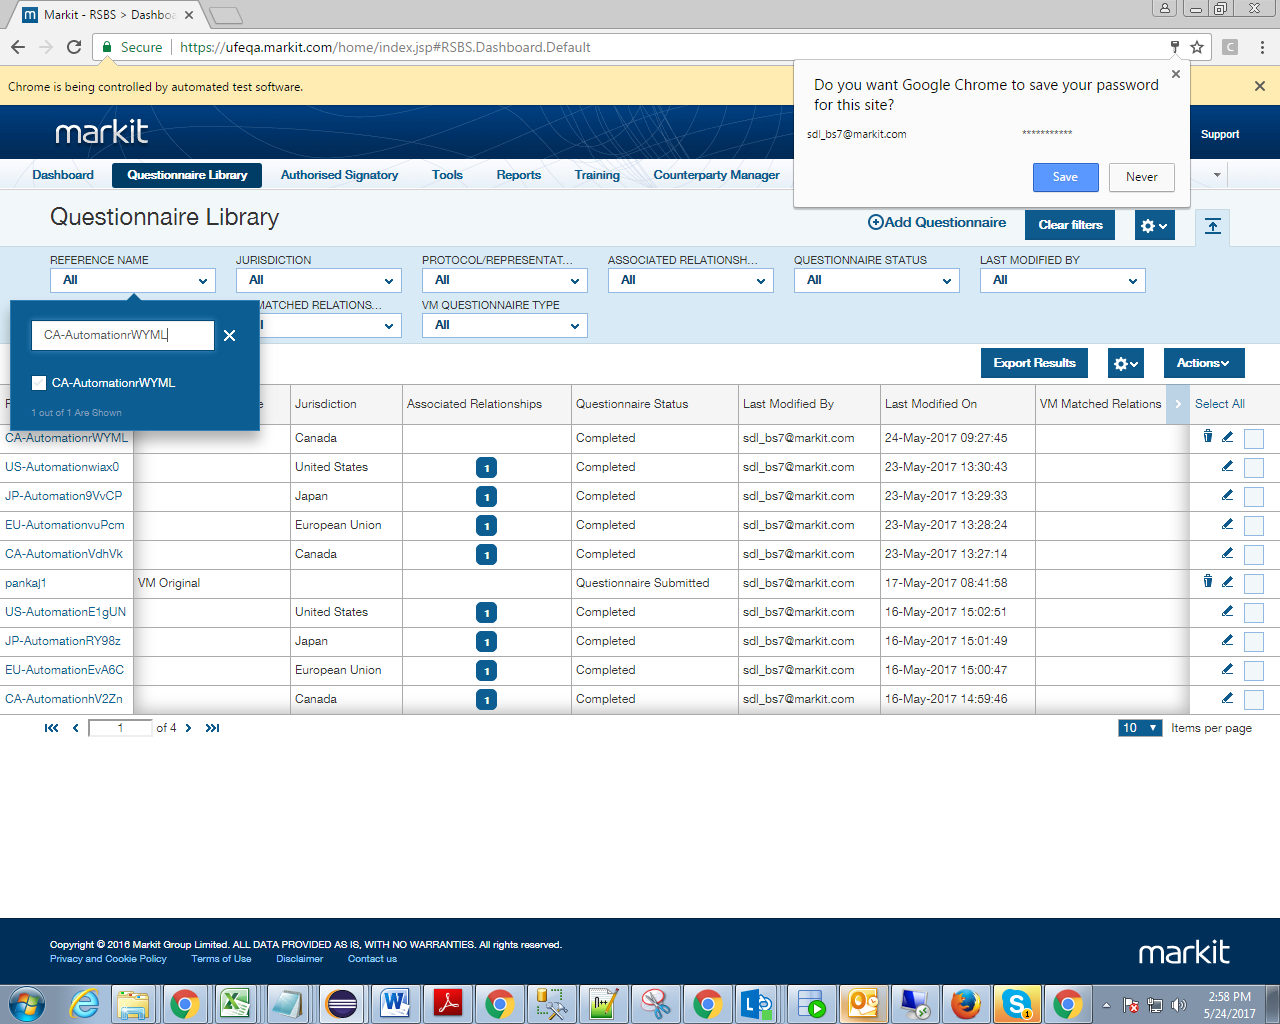 Markit - RSBS > Dashbo
Secure https://ufeqa.markit.com/home/index.jsp#RSBS.Dashboard.Default
Chrome is being controlled by automated test software.
Do you want Google Chrome to save your password
for this site?
sdl_bs7@markit.com ***********
Save Never
markit
Support
Dashboard Questionnaire Library Authorised Signatory Tools Reports Training Counterparty Manager
Questionnaire Library
Add Questionnaire Clear filters
REFERENCE NAME JURISDICTION PROTOCOL/REPRESENTAT... ASSOCIATED RELATIONSH... QUESTIONNAIRE STATUS LAST MODIFIED BY
All All All All All All
MATCHED RELATIONS... VM QUESTIONNAIRE TYPE
All
CA-AutomationrWYML
CA-AutomationrWYML
1 out of 1 Are Shown
Export Results Actions
Jurisdiction Associated Relationships Questionnaire Status Last Modified By Last Modified On VM Matched Relations Select All
CA-AutomationrWYML Canada Completed sdl_bs7@markit.com 24-May-2017 09:27:45
US-Automationwiax0 United States 1 Completed sdl_bs7@markit.com 23-May-2017 13:30:43
JP-Automation9VvCP Japan 1 Completed sdl_bs7@markit.com 23-May-2017 13:29:33
EU-AutomationvuPcm European Union 1 Completed sdl_bs7@markit.com 23-May-2017 13:28:24
CA-AutomationVdhVk Canada 1 Completed sdl_bs7@markit.com 23-May-2017 13:27:14
pankaj1 VM Original Questionnaire Submitted sdl_bs7@markit.com 17-May-2017 08:41:58
US-AutomationE1gUN United States 1 Completed sdl_bs7@markit.com 16-May-2017 15:02:51
JP-AutomationRY98z Japan 1 Completed sdl_bs7@markit.com 16-May-2017 15:01:49
EU-AutomationEvA6C European Union 1 Completed sdl_bs7@markit.com 16-May-2017 15:00:47
CA-AutomationhV2Zn Canada 1 Completed sdl_bs7@markit.com 16-May-2017 14:59:46
1 of 4 10 Items per page
Copyright © 2016 Markit Group Limited. ALL DATA PROVIDED AS IS, WITH NO WARRANTIES. All rights reserved.
Privacy and Cookie Policy Terms of Use Disclaimer Contact us
markit
2:58 PM
5/24/2017